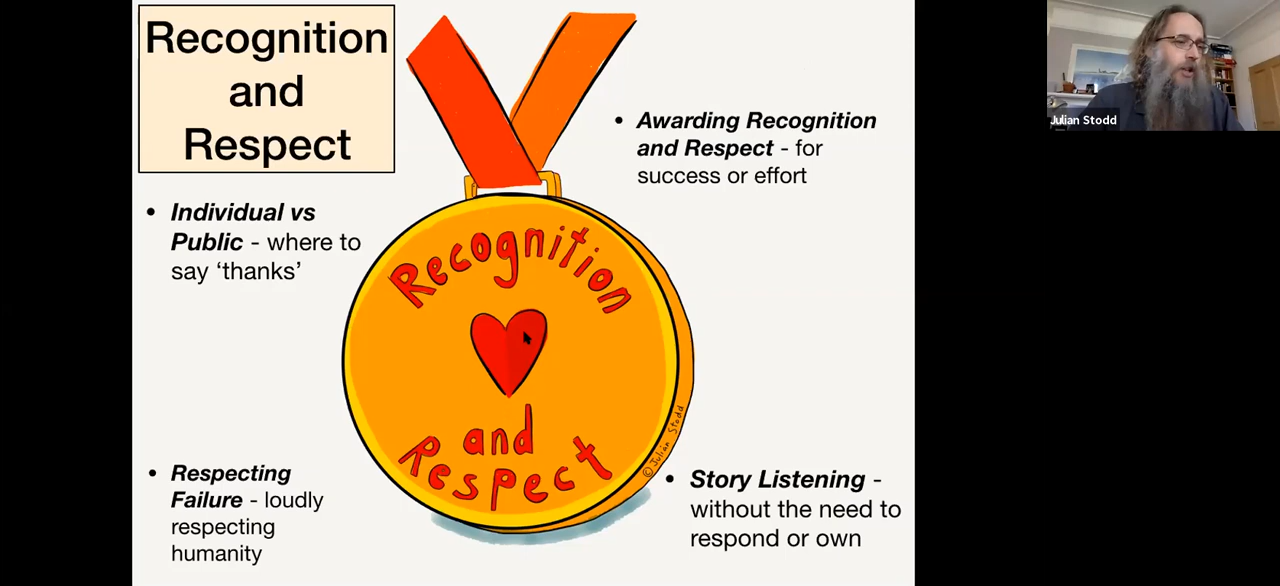 Recognition
and
Respect
• Individual vs
Public - where to
say ‘thanks’
• Awarding Recognition
and Respect - for
success or effort
Recognition
and
Respect
© Julian Stodd
• Respecting
Failure - loudly
respecting
humanity
• Story Listening -
without the need to
respond or own
Julian Stodd